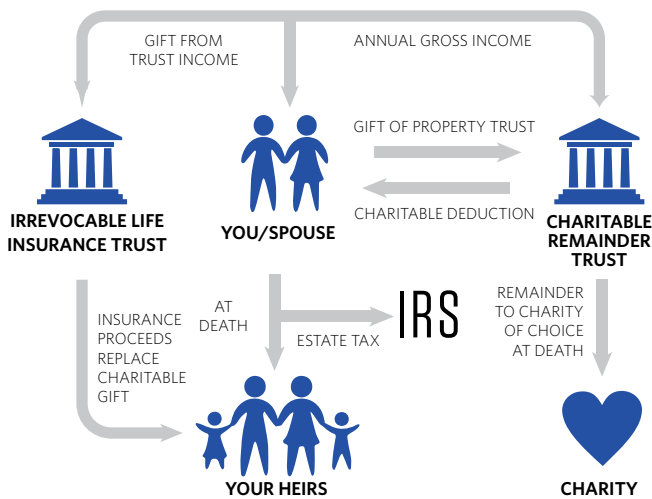 GIFT FROM
TRUST INCOME
ANNUAL GROSS INCOME
GIFT OF PROPERTY TRUST
CHARITABLE DEDUCTION
IRREVOCABLE LIFE
INSURANCE TRUST
YOU/SPOUSE
CHARITABLE
REMAINDER
TRUST
INSURANCE
PROCEEDS
REPLACE
CHARITABLE
GIFT
AT
DEATH
ESTATE TAX
IRS
REMAINDER
TO CHARITY
OF CHOICE
AT DEATH
YOUR HEIRS
CHARITY